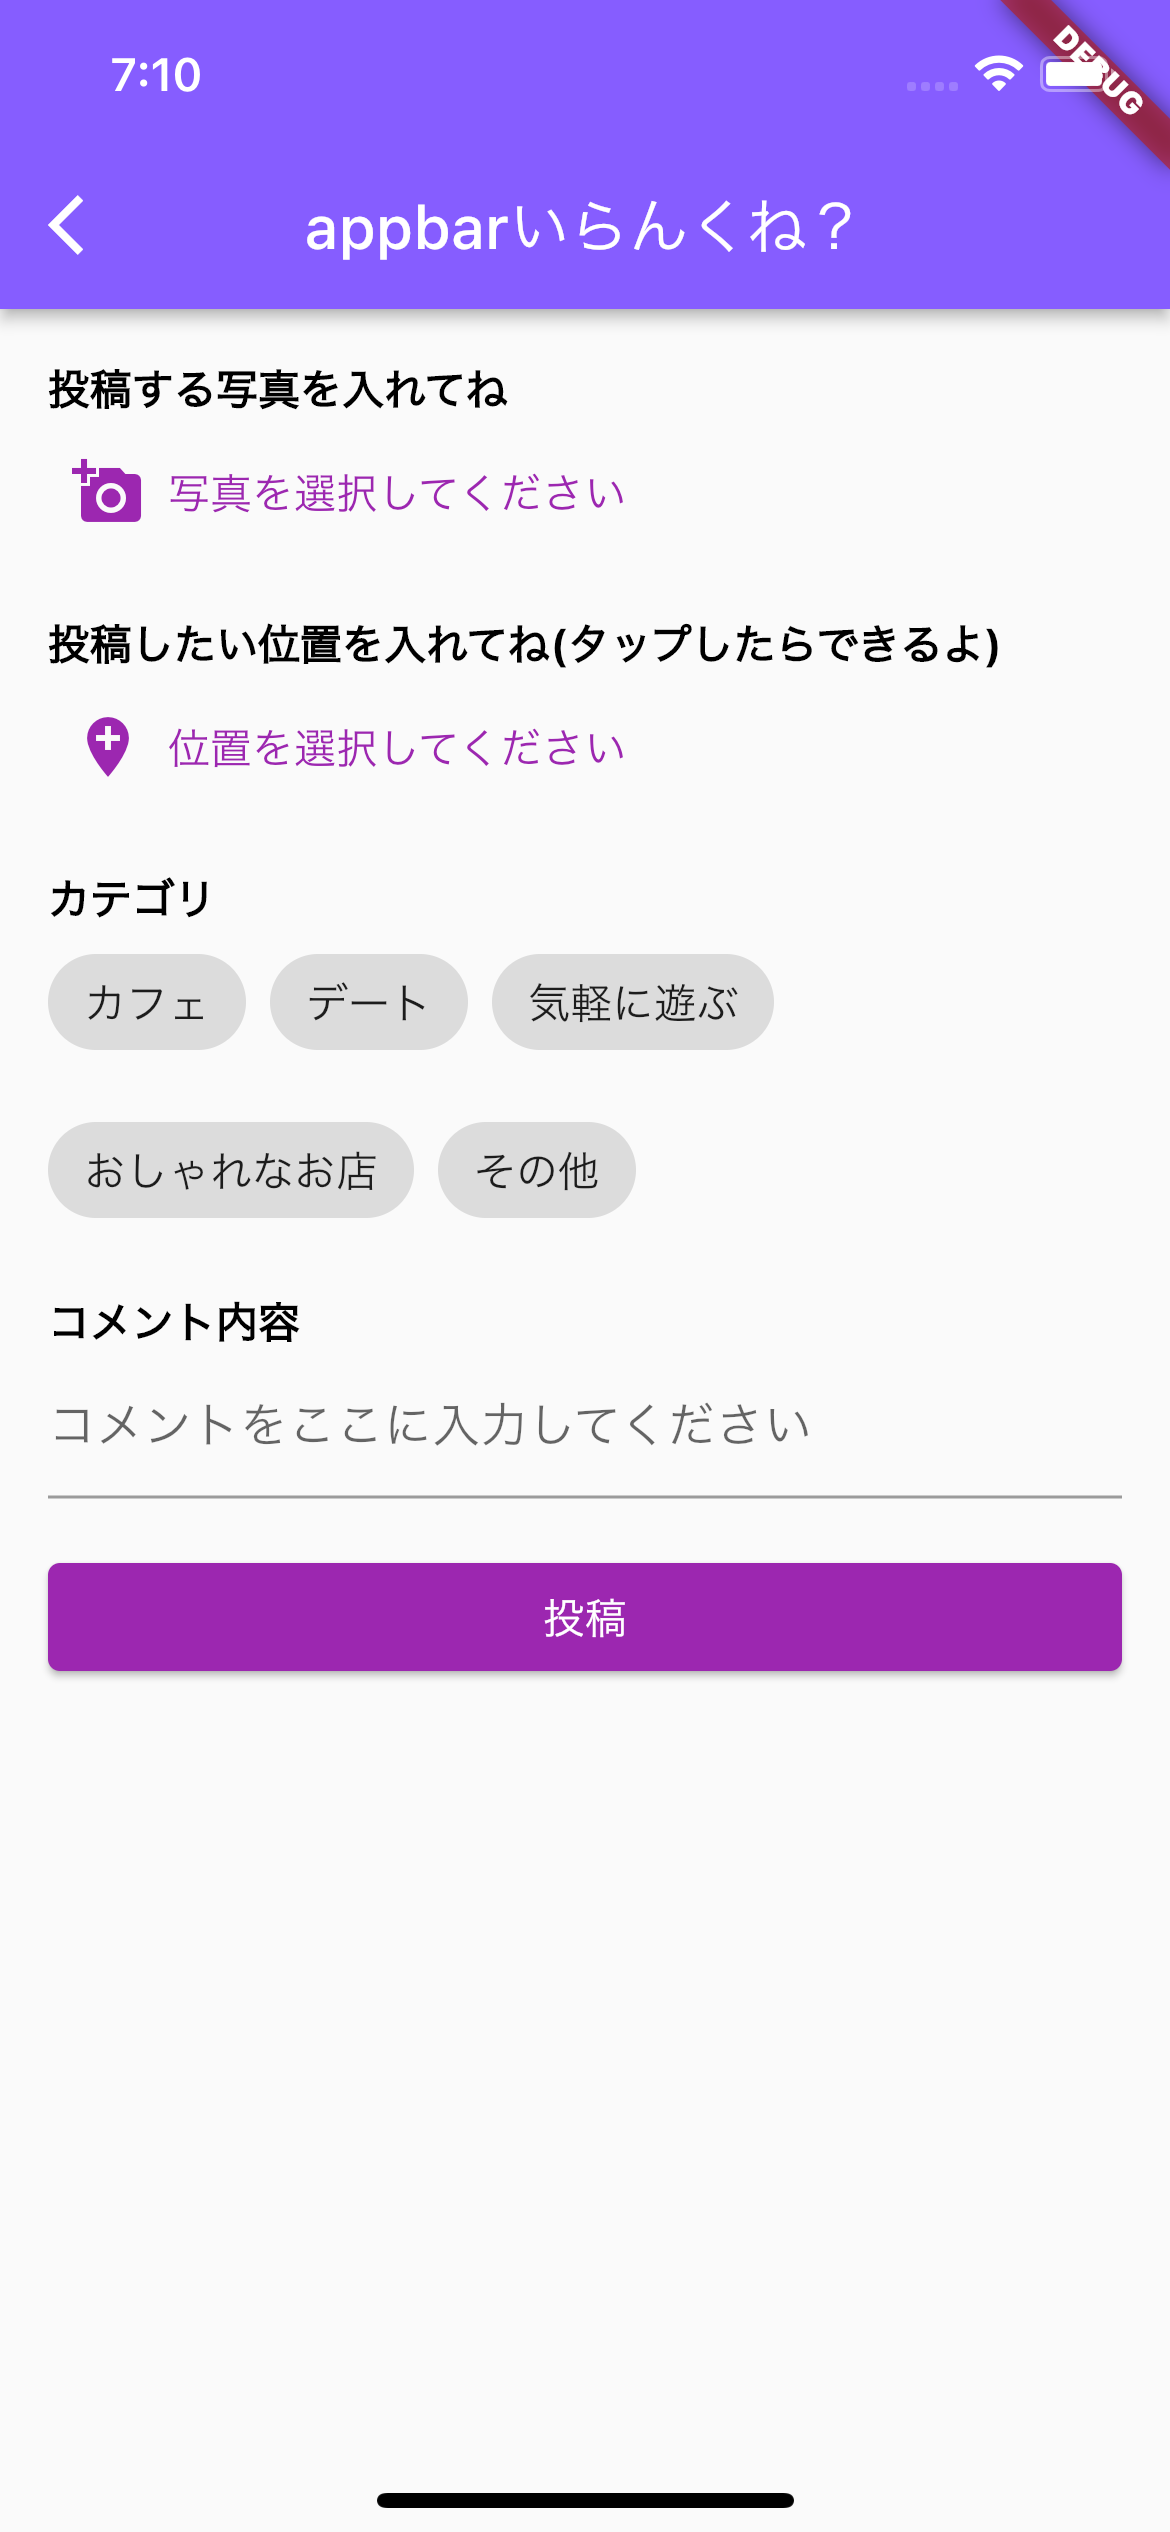 7:10
DEBUG
appbarいらんくね？
投稿する写真を入れてね
写真を選択してください
投稿したい位置を入れてね(タップしたらできるよ)
位置を選択してください
カテゴリ
カフェ デート 気軽に遊ぶ
おしゃれなお店 その他
コメント内容
コメントをここに入力してください
投稿